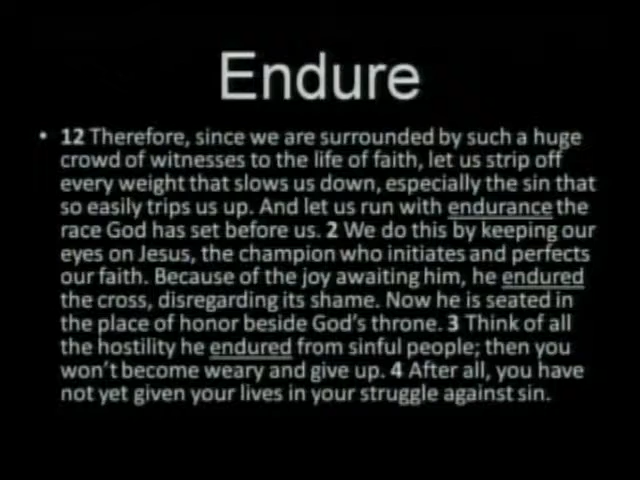 Endure
• 12 Therefore, since we are surrounded by such a huge
crowd of witnesses to the life of faith, let us strip off
every weight that slows us down, especially the sin that
so easily trips us up. And let us run with endurance the
race God has set before us. 2 We do this by keeping our
eyes on Jesus, the champion who initiates and perfects
our faith. Because of the joy awaiting him, he endured
the cross, disregarding its shame. Now he is seated in
the place of honor beside God's throne. 3 Think of all
the hostility he endured from sinful people; then you
won't become weary and give up. 4 After all, you have
not yet given your lives in your struggle against sin.